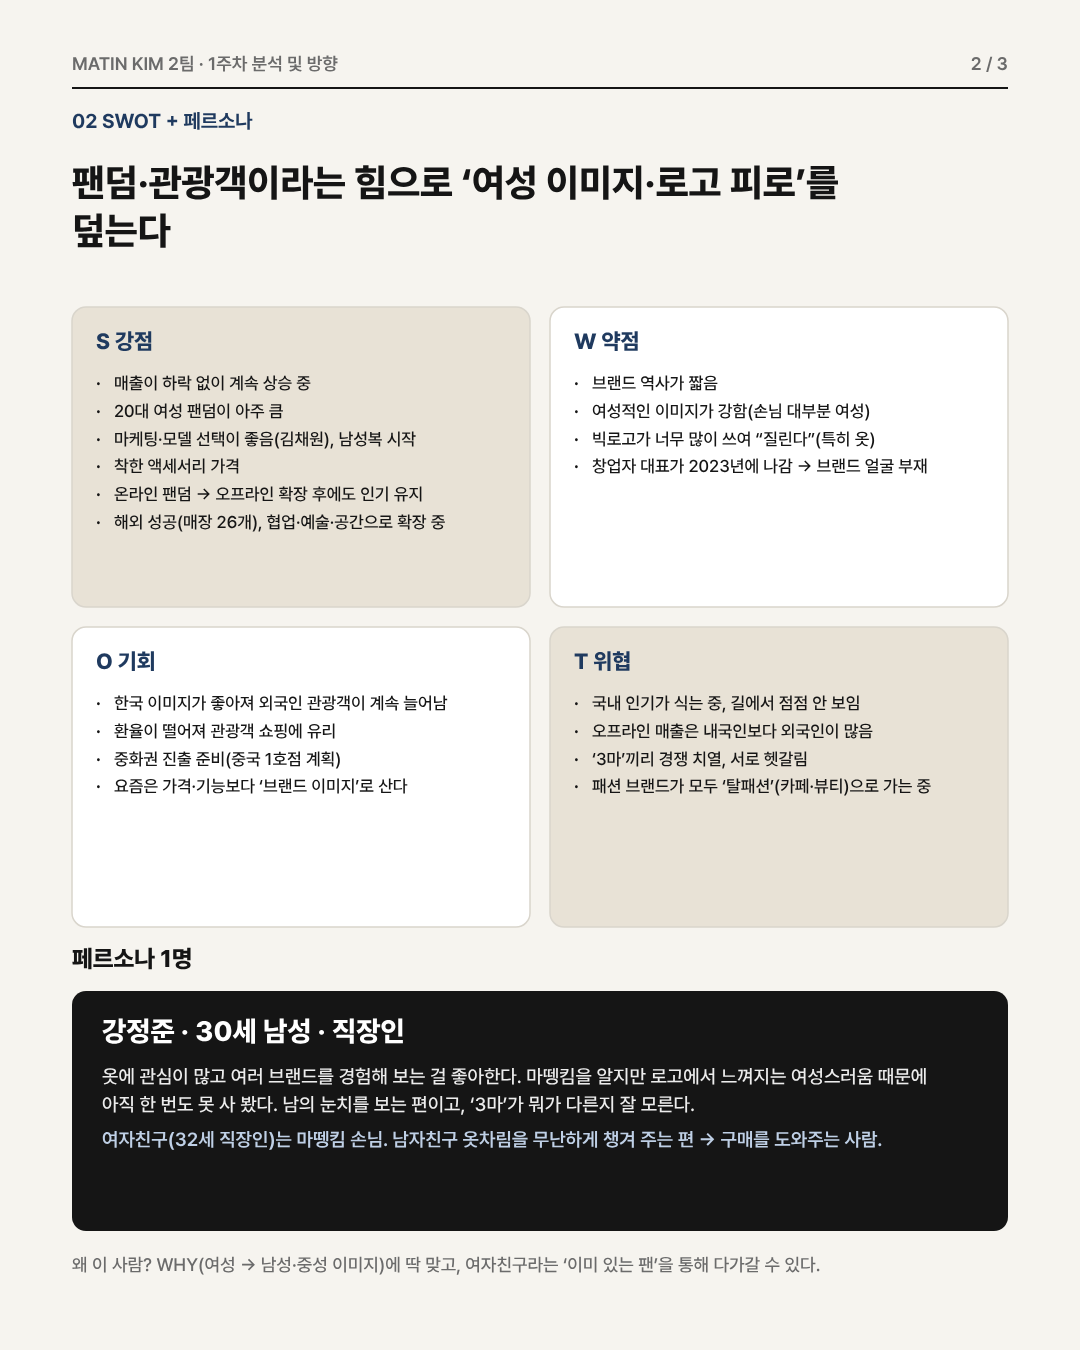 MATIN KIM 2팀 · 1주차 분석 및 방향
2 / 3
02 SWOT + 페르소나
팬덤·관광객이라는 힘으로 ‘여성 이미지·로고 피로’를
덮는다
S 강점
· 매출이 하락 없이 계속 상승 중
· 20대 여성 팬덤이 아주 큼
· 마케팅·모델 선택이 좋음(김채원), 남성복 시작
· 착한 액세서리 가격
· 온라인 팬덤 → 오프라인 확장 후에도 인기 유지
· 해외 성공(매장 26개), 협업·예술·공간으로 확장 중
W 약점
· 브랜드 역사가 짧음
· 여성적인 이미지가 강함(손님 대부분 여성)
· 빅로고가 너무 많이 쓰여 “질린다”(특히 옷)
· 창업자 대표가 2023년에 나감 → 브랜드 얼굴 부재
O 기회
· 한국 이미지가 좋아져 외국인 관광객이 계속 늘어남
· 환율이 떨어져 관광객 쇼핑에 유리
· 중화권 진출 준비(중국 1호점 계획)
· 요즘은 가격·기능보다 ‘브랜드 이미지’로 산다
T 위협
· 국내 인기가 식는 중, 길에서 점점 안 보임
· 오프라인 매출은 내국인보다 외국인이 많음
· ‘3마’끼리 경쟁 치열, 서로 헷갈림
· 패션 브랜드가 모두 ‘탈패션’(카페·뷰티)으로 가는 중
페르소나 1명
강정준 · 30세 남성 · 직장인
옷에 관심이 많고 여러 브랜드를 경험해 보는 걸 좋아한다. 마뗑킴을 알지만 로고에서 느껴지는 여성스러움 때문에
아직 한 번도 못 사 봤다. 남의 눈치를 보는 편이고, ‘3마’가 뭐가 다른지 잘 모른다.
여자친구(32세 직장인)는 마뗑킴 손님. 남자친구 옷차림을 무난하게 챙겨 주는 편 → 구매를 도와주는 사람.
왜 이 사람? WHY(여성 → 남성·중성 이미지)에 딱 맞고, 여자친구라는 ‘이미 있는 팬’을 통해 다가갈 수 있다.